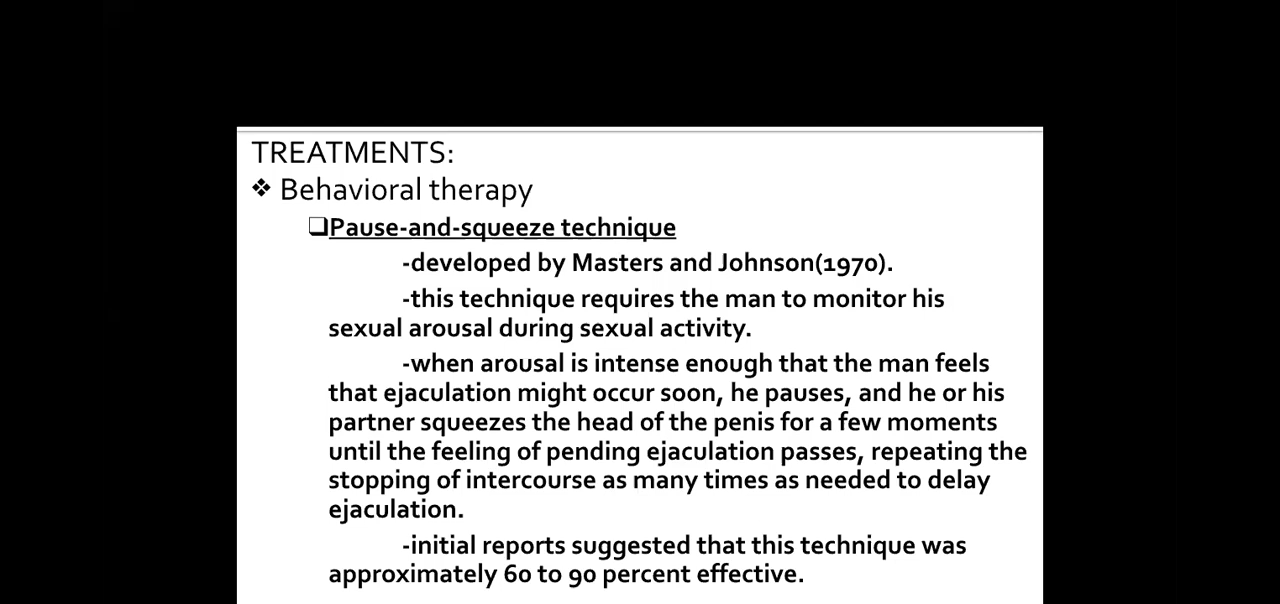 TREATMENTS:
❖ Behavioral therapy
❑Pause-and-squeeze technique
-developed by Masters and Johnson(1970).
-this technique requires the man to monitor his
sexual arousal during sexual activity.
-when arousal is intense enough that the man feels
that ejaculation might occur soon, he pauses, and he or his
partner squeezes the head of the penis for a few moments
until the feeling of pending ejaculation passes, repeating the
stopping of intercourse as many times as needed to delay
ejaculation.
-initial reports suggested that this technique was
approximately 60 to 90 percent effective.